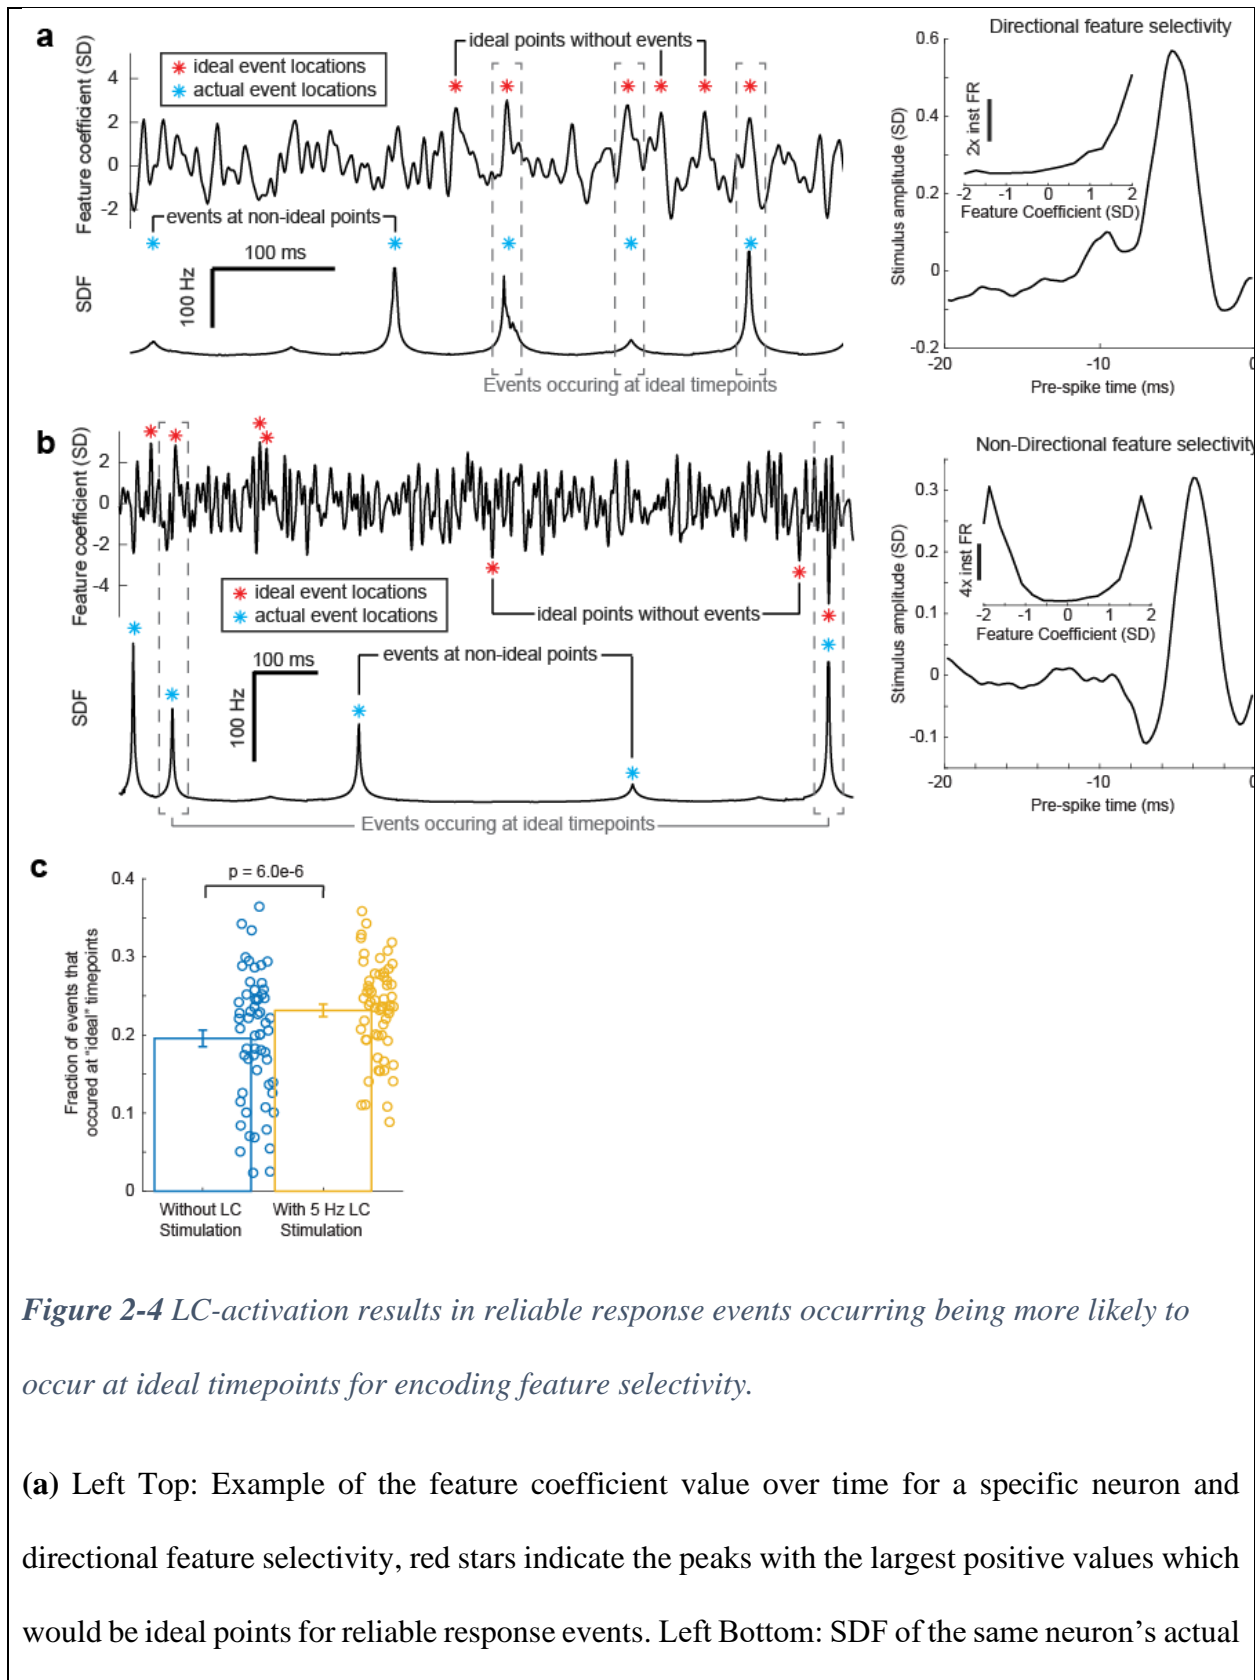 a
Feature coefficient (SD)
4
2
0
-2
ideal event locations
actual event locations
ideal points without events
events at non-ideal points
SDF
100 Hz
100 ms
Events occuring at ideal timepoints
Directional feature selectivity
Stimulus amplitude (SD)
0.6
0.4
0.2
0
-0.2
2x inst FR
-2 -1 0 1 2
Feature Coefficient (SD)
-20 -10 0
Pre-spike time (ms)
b
Feature coefficient (SD)
2
0
-2
-4
ideal event locations
actual event locations
ideal points without events
events at non-ideal points
SDF
100 Hz
100 ms
Events occuring at ideal timepoints
Non-Directional feature selectivity
Stimulus amplitude (SD)
0.3
0.2
0.1
0
-0.1
4x inst FR
-2 -1 0 1 2
Feature Coefficient (SD)
-20 -10 0
Pre-spike time (ms)
c
Fraction of events that
occured at "ideal" timepoints
0.4
0.3
0.2
0.1
0
p = 6.0e-6
Without LC
Stimulation
With 5 Hz LC
Stimulation
Figure 2-4 LC-activation results in reliable response events occurring being more likely to
occur at ideal timepoints for encoding feature selectivity.
(a) Left Top: Example of the feature coefficient value over time for a specific neuron and
directional feature selectivity, red stars indicate the peaks with the largest positive values which
would be ideal points for reliable response events. Left Bottom: SDF of the same neuron’s actual